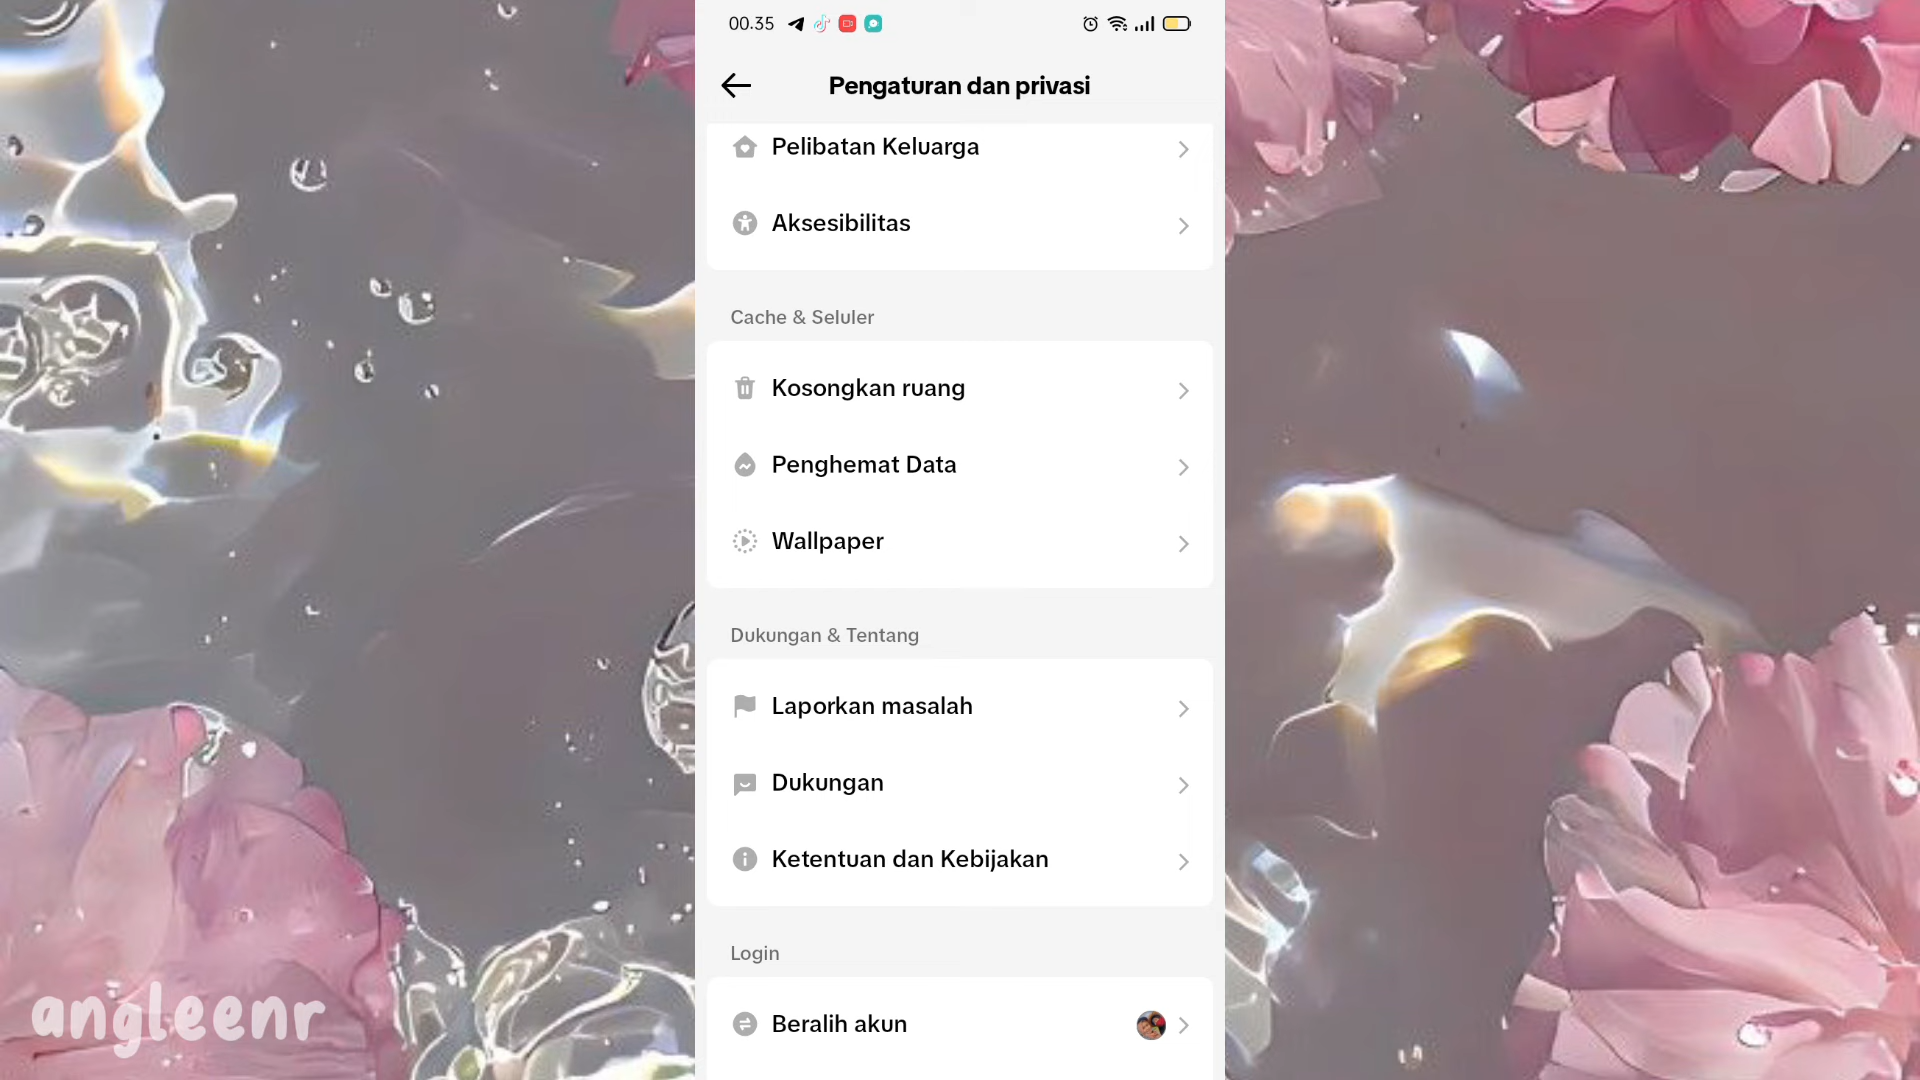 00.35
Pengaturan dan privasi
Pelibatan Keluarga
Aksesibilitas
Cache & Seluler
Kosongkan ruang
Penghemat Data
Wallpaper
Dukungan & Tentang
Laporkan masalah
Dukungan
Ketentuan dan Kebijakan
Login
Beralih akun
angleenr